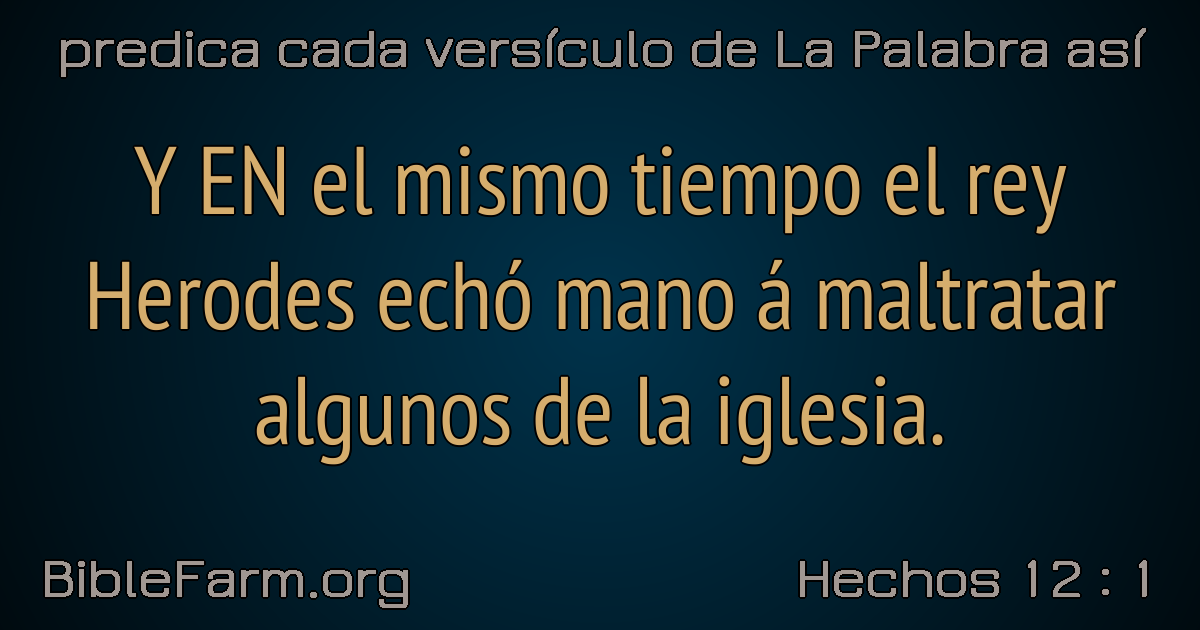 predica cada versículo de La Palabra así
Y EN el mismo tiempo el rey
Herodes echó mano á maltratar
algunos de la iglesia.
BibleFarm.org
Hechos 12 : 1